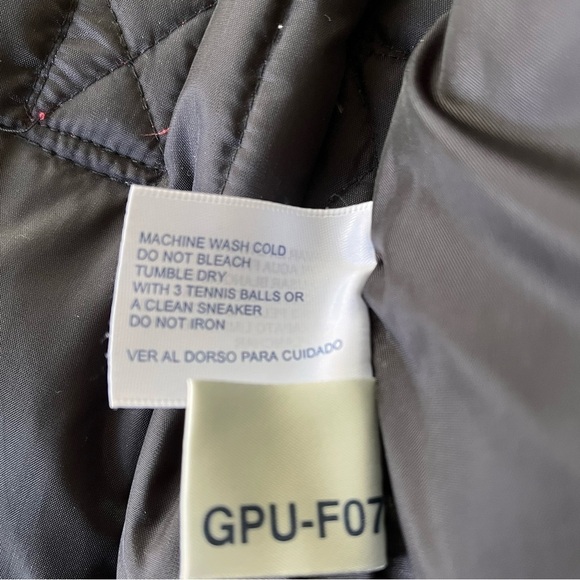 MACHINE WASH COLD
DO NOT BLEACH
TUMBLE DRY
WITH 3 TENNIS BALLS OR
A CLEAN SNEAKER
DO NOT IRON
VER AL DORSO PARA CUIDADO
GPU-F07